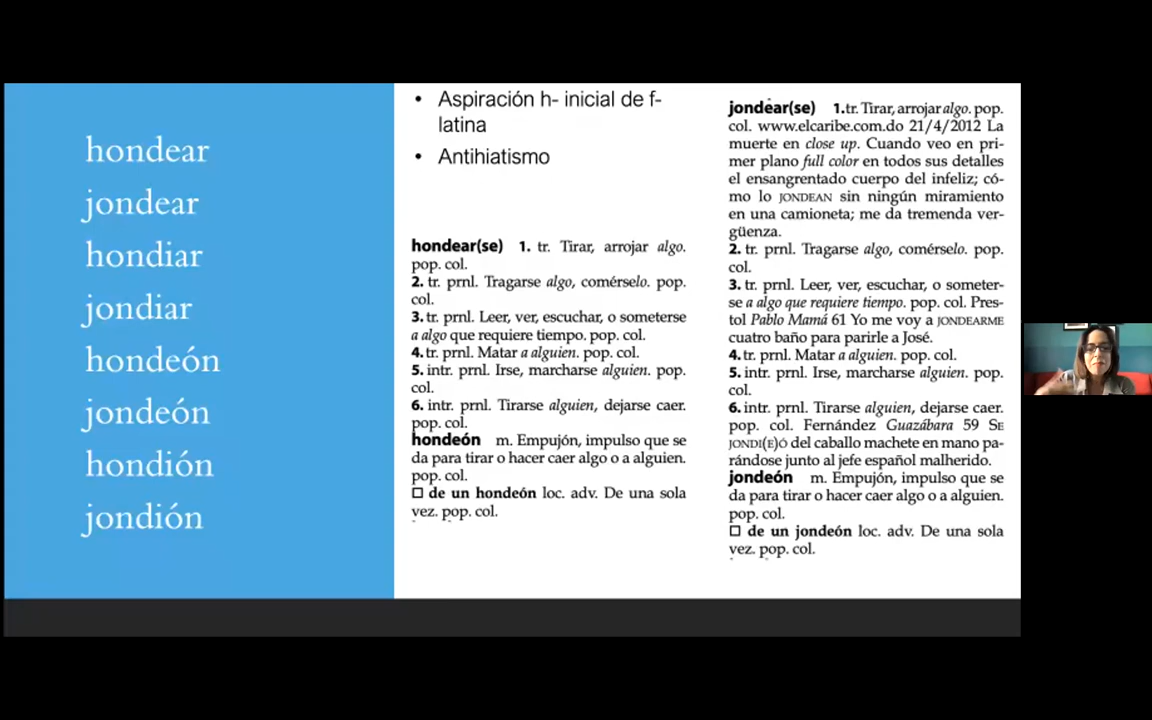 hondear
jondear
hondiar
jondiar
hondeón
jondeón
hondión
jondión
• Aspiración h- inicial de f-
latina
• Antihiatismo
hondear(se) 1. tr. Tirar, arrojar algo.
pop. col.
2. tr. prnl. Tragarse algo, comérselo. pop.
col.
3. tr. prnl. Leer, ver, escuchar, o someterse
a algo que requiere tiempo. pop. col.
4. tr. prnl. Matar a alguien. pop. col.
5. intr. prnl. Irse, marcharse alguien. pop.
col.
6. intr. prnl. Tirarse alguien, dejarse caer.
pop. col.
hondeón m. Empujón, impulso que se
da para tirar o hacer caer algo o a alguien.
pop. col.
□ de un hondeón loc. adv. De una sola
vez. pop. col.
jondear(se) 1. tr. Tirar, arrojar algo. pop.
col. www.elcaribe.com.do 21/4/2012 La
muerte en close up. Cuando veo en pri-
mer plano full color en todos sus detalles
el ensangrentado cuerpo del infeliz; có-
mo lo JONDEAN sin ningún miramiento
en una camioneta; me da tremenda ver-
güenza.
2. tr. prnl. Tragarse algo, comérselo. pop.
col.
3. tr. prnl. Leer, ver, escuchar, o someter-
se a algo que requiere tiempo. pop. col. Pres-
tol Pablo Mamá 61 Yo me voy a JONDEARME
cuatro baño para parirle a José.
4. tr. prnl. Matar a alguien. pop. col.
5. intr. prnl. Irse, marcharse alguien. pop.
col.
6. intr. prnl. Tirarse alguien, dejarse caer.
pop. col. Fernández Guazábara 59 SE
JONDI(E)Ó del caballo machete en mano pa-
rándose junto al jefe español malherido.
jondeón m. Empujón, impulso que se
da para tirar o hacer caer algo o a alguien.
pop. col.
□ de un jondeón loc. adv. De una sola
vez. pop. col.